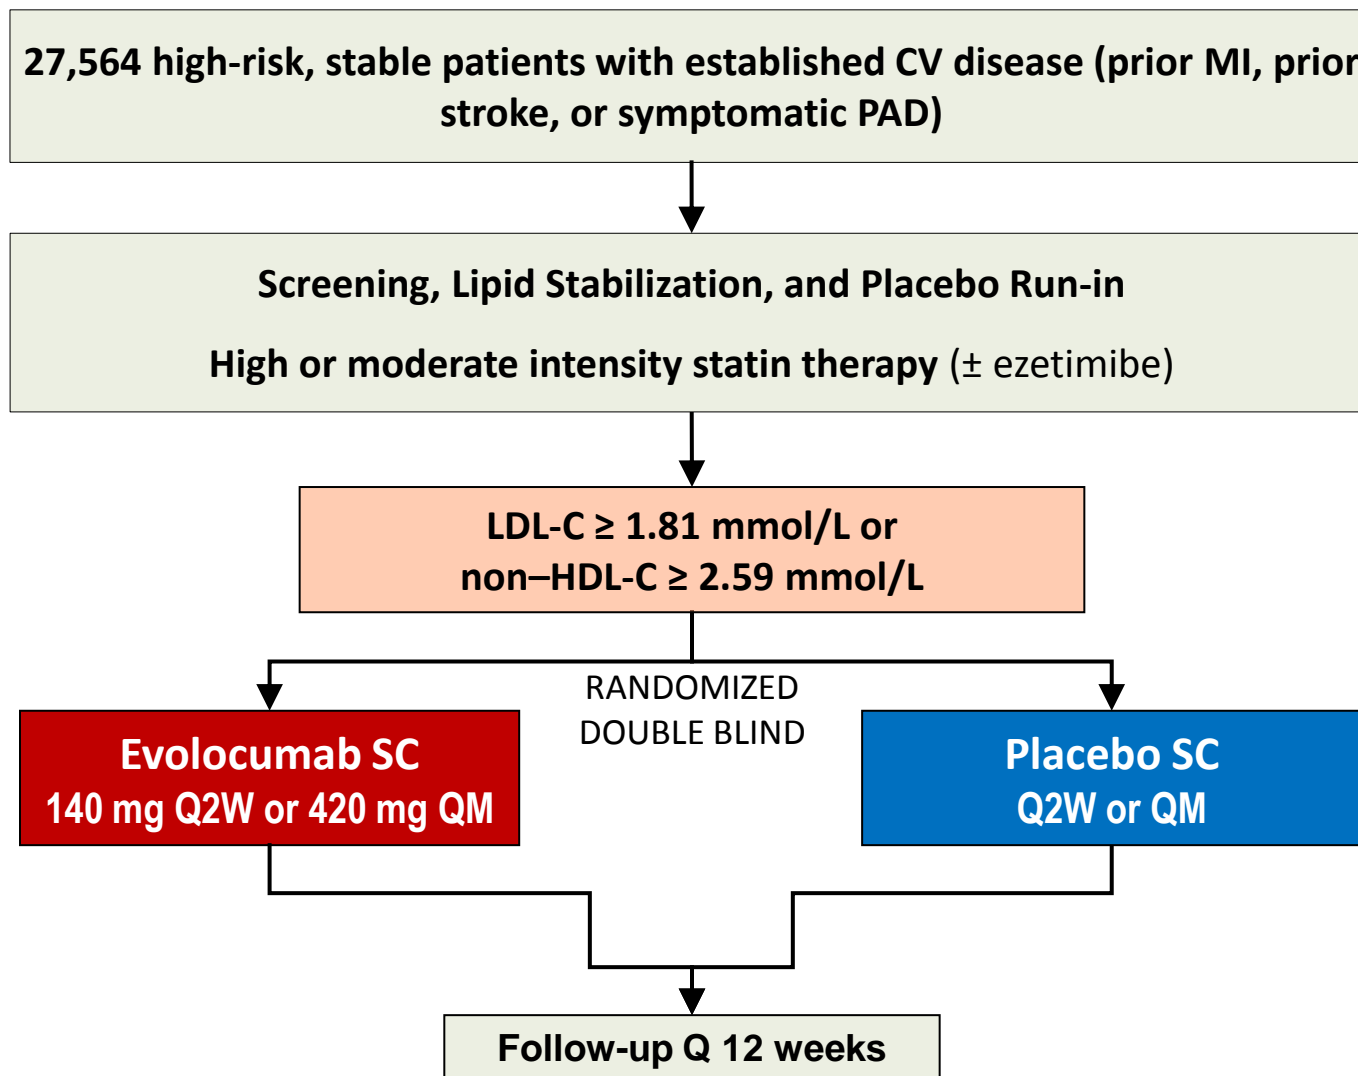 27,564 high-risk, stable patients with established CV disease (prior MI, prior
stroke, or symptomatic PAD)
Screening, Lipid Stabilization, and Placebo Run-in
High or moderate intensity statin therapy (± ezetimibe)
LDL-C ≥ 1.81 mmol/L or
non–HDL-C ≥ 2.59 mmol/L
RANDOMIZED
DOUBLE BLIND
Evolocumab SC
140 mg Q2W or 420 mg QM
Placebo SC
Q2W or QM
Follow-up Q 12 weeks